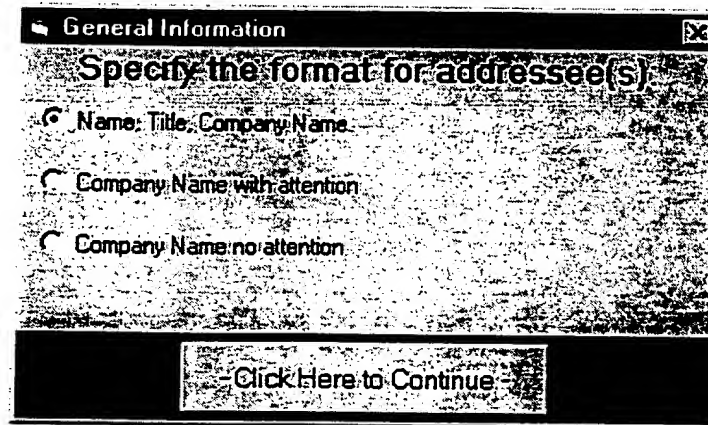 General Information
Specify the format for addressee(s).
Name, Title, Company Name
Company Name with attention
Company Name no attention
- Click Here to Continue -